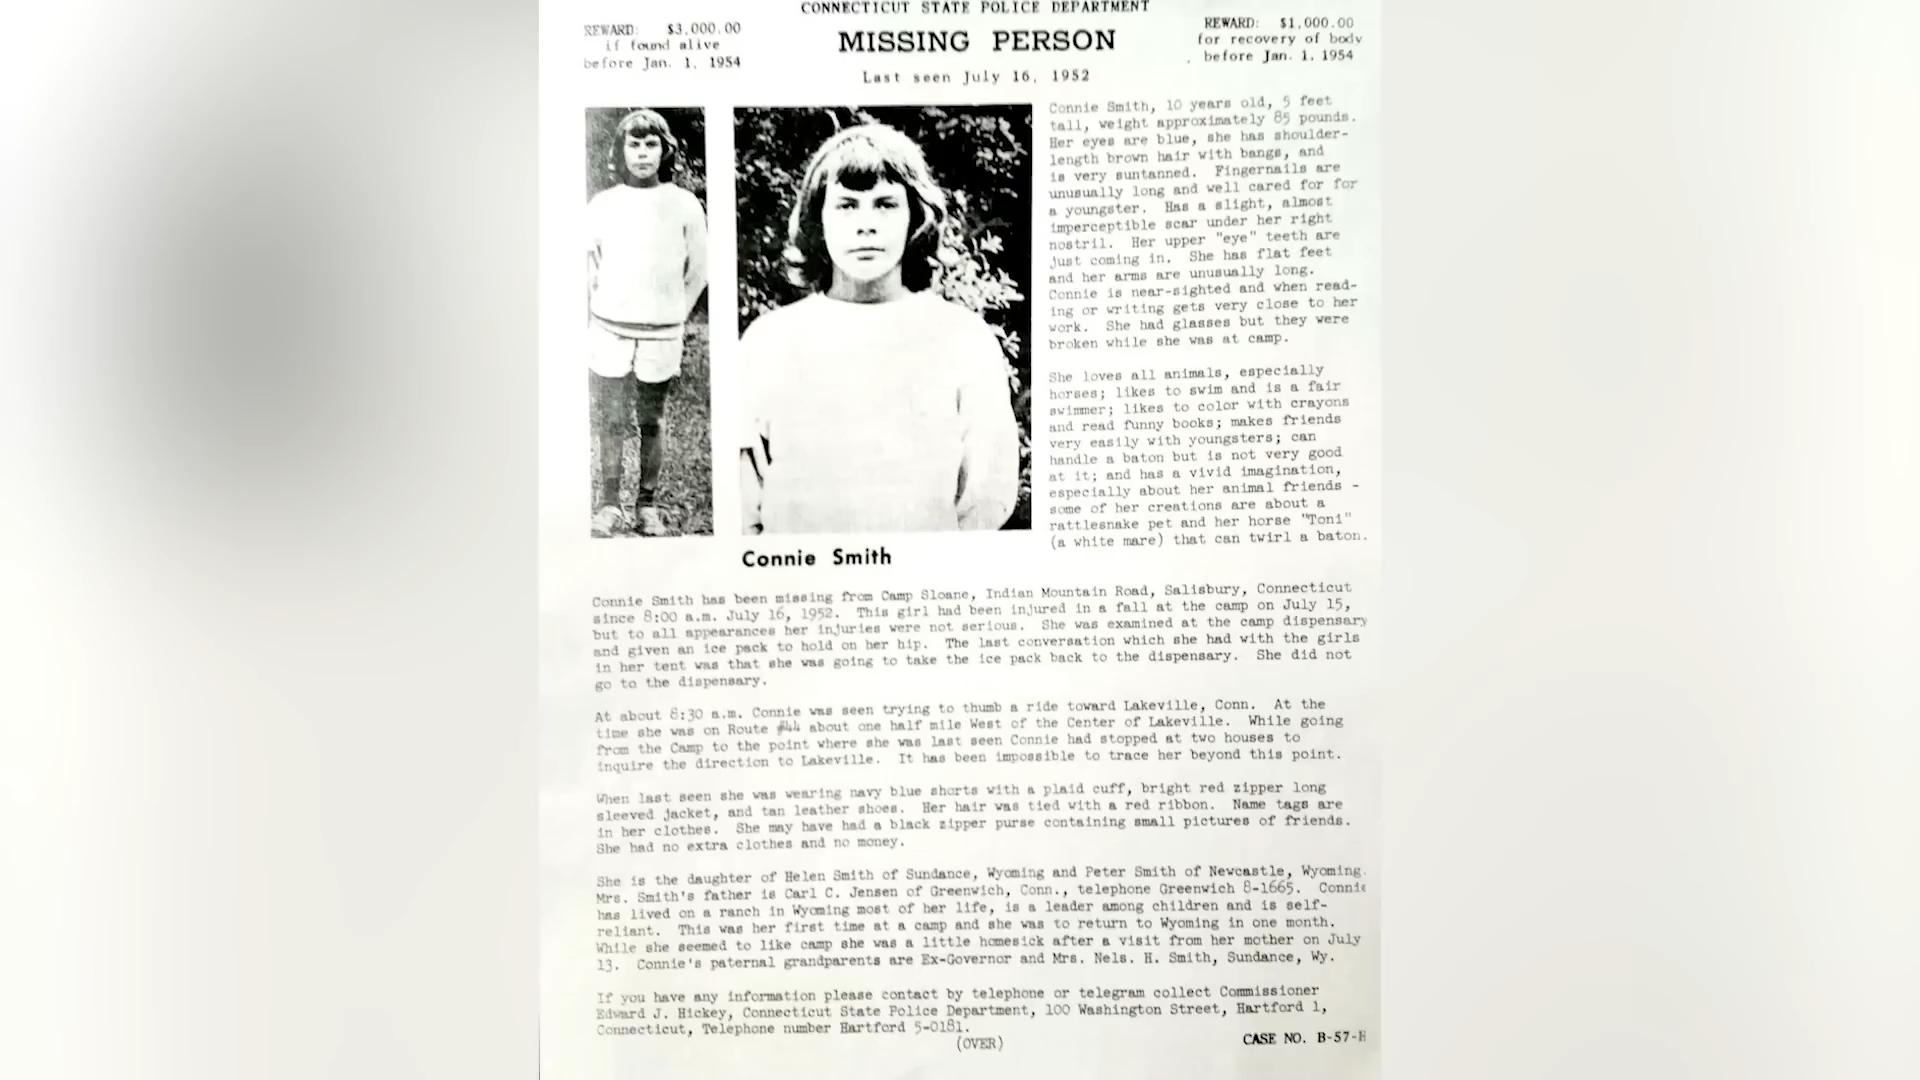 CONNECTICUT STATE POLICE DEPARTMENT
REWARD: $3,000.00
if found alive
before Jan. 1, 1954
MISSING PERSON
Last seen July 16, 1952
REWARD: $1,000.00
for recovery of body
before Jan. 1, 1954
Connie Smith, 10 years old, 5 feet
tall, weight approximately 85 pounds.
Her eyes are blue, she has shoulder-
length brown hair with bangs, and
is very suntanned. Fingernails are
unusually long and well cared for for
a youngster. Has a slight, almost
imperceptible scar under her right
nostril. Her upper "eye" teeth are
just coming in. She has flat feet
and her arms are unusually long.
Connie is near-sighted and when read-
ing or writing gets very close to her
work. She had glasses but they were
broken while she was at camp.
She loves all animals, especially
horses; likes to swim and is a fair
swimmer; likes to color with crayons
and read funny books; makes friends
very easily with youngsters; can
handle a baton but is not very good
at it; and has a vivid imagination,
especially about her animal friends -
some of her creations are about a
rattlesnake pet and her horse "Toni"
(a white mare) that can twirl a baton.
Connie Smith
Connie Smith has been missing from Camp Sloane, Indian Mountain Road, Salisbury, Connecticut
since 8:00 a.m. July 16, 1952. This girl had been injured in a fall at the camp on July 15,
but to all appearances her injuries were not serious. She was examined at the camp dispensary
and given an ice pack to hold on her hip. The last conversation which she had with the girls
in her tent was that she was going to take the ice pack back to the dispensary. She did not
go to the dispensary.
At about 8:30 a.m. Connie was seen trying to thumb a ride toward Lakeville, Conn. At the
time she was on Route #44 about one half mile West of the Center of Lakeville. While going
from the Camp to the point where she was last seen Connie had stopped at two houses to
inquire the direction to Lakeville. It has been impossible to trace her beyond this point.
When last seen she was wearing navy blue shorts with a plaid cuff, bright red zipper long
sleeved jacket, and tan leather shoes. Her hair was tied with a red ribbon. Name tags are
in her clothes. She may have had a black zipper purse containing small pictures of friends.
She had no extra clothes and no money.
She is the daughter of Helen Smith of Sundance, Wyoming and Peter Smith of Newcastle, Wyoming.
Mrs. Smith's father is Carl C. Jensen of Greenwich, Conn., telephone Greenwich 8-1665. Connie
has lived on a ranch in Wyoming most of her life, is a leader among children and is self-
reliant. This was her first time at a camp and she was to return to Wyoming in one month.
While she seemed to like camp she was a little homesick after a visit from her mother on July
13. Connie's paternal grandparents are Ex-Governor and Mrs. Nels. H. Smith, Sundance, Wy.
If you have any information please contact by telephone or telegram collect Commissioner
Edward J. Hickey, Connecticut State Police Department, 100 Washington Street, Hartford 1,
Connecticut, Telephone number Hartford 5-0181.
(OVER)
CASE NO. B-57-H